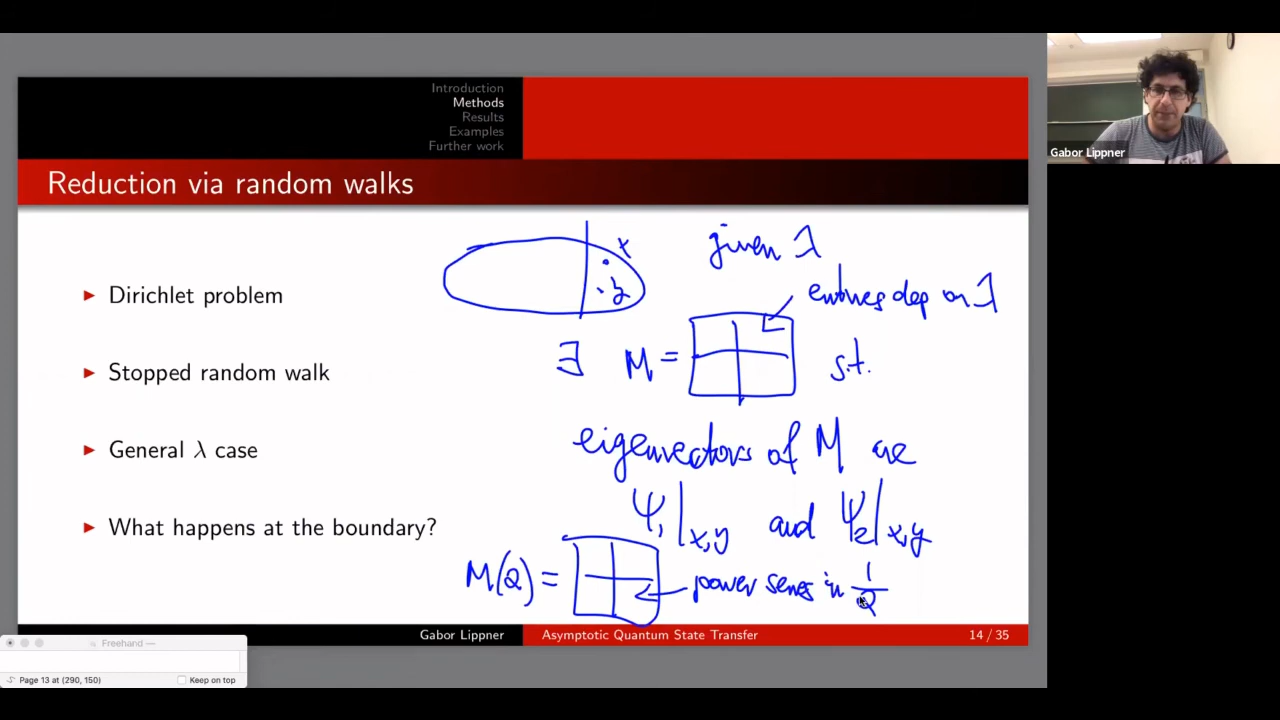 Introduction
Methods
Results
Examples
Further work
Reduction via random walks
Dirichlet problem
Stopped random walk
General λ case
What happens at the boundary?
x
y
given λ
entries dep on λ
∃ M = s.t.
eigenvectors of M are
Ψ₁|x,y and Ψ₂|x,y
M(Q) = power series in 1/Q
Gabor Lippner Asymptotic Quantum State Transfer 14 / 35
Freehand —
Page 13 at (290, 150) Keep on top
Gabor Lippner